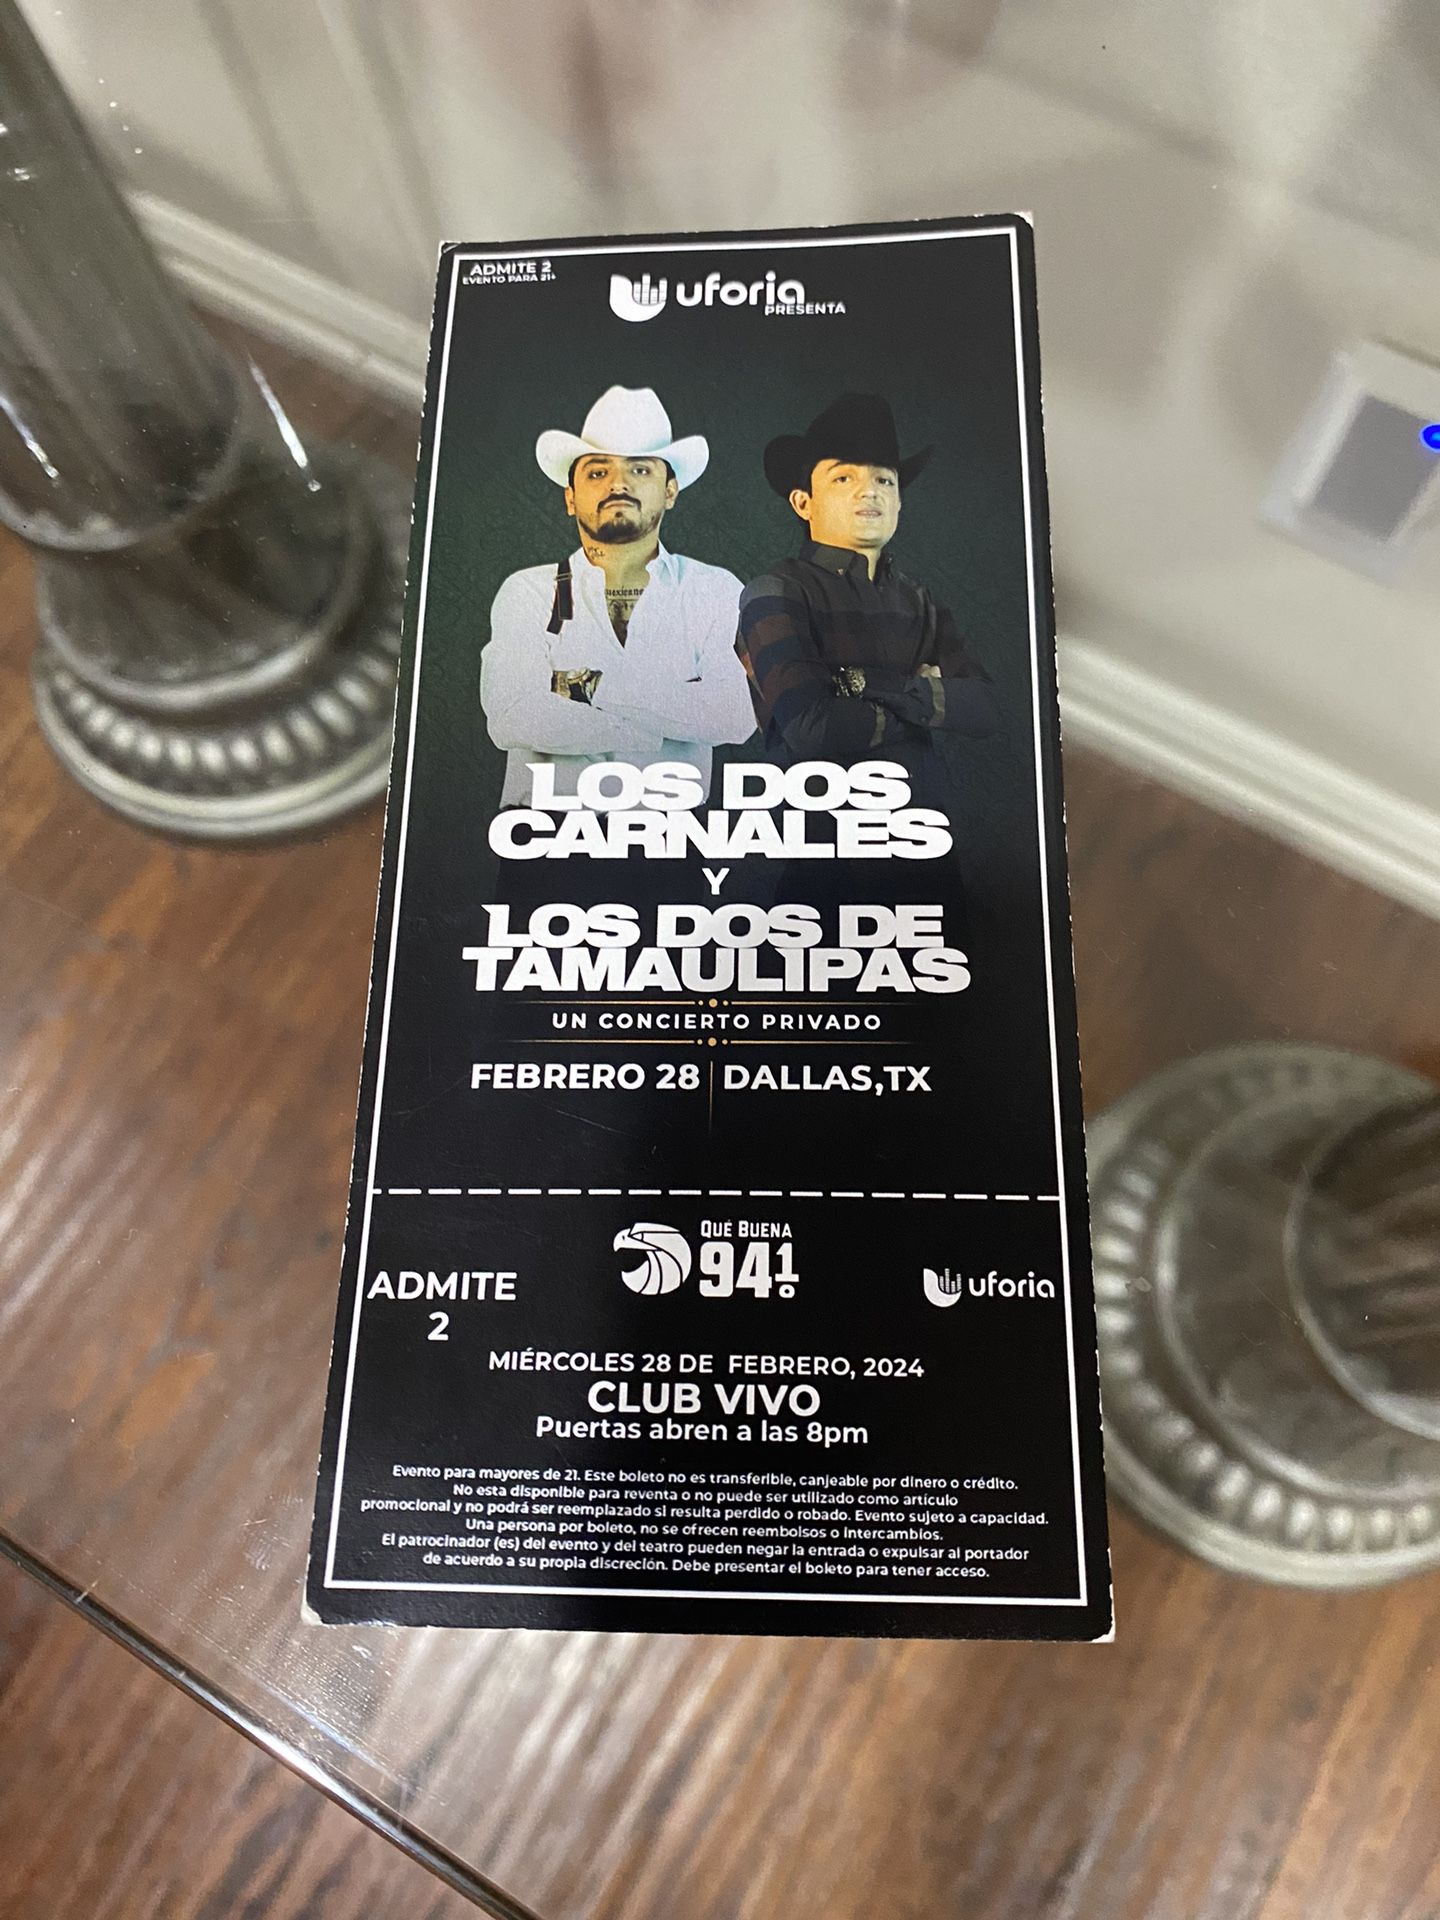 ADMITE 2
EVENTO PARA 21+
uforia
PRESENTA
Mexicano
LOS DOS
CARNALES
Y
LOS DOS DE
TAMAULIPAS
UN CONCIERTO PRIVADO
FEBRERO 28 DALLAS,TX
QUÉ BUENA
94.1
ADMITE
2
uforia
MIÉRCOLES 28 DE FEBRERO, 2024
CLUB VIVO
Puertas abren a las 8pm
Evento para mayores de 21. Este boleto no es transferible, canjeable por dinero o crédito.
No esta disponible para reventa o no puede ser utilizado como artículo
promocional y no podrá ser reemplazado si resulta perdido o robado. Evento sujeto a capacidad.
Una persona por boleto, no se ofrecen reembolsos o intercambios.
El patrocinador (es) del evento y del teatro pueden negar la entrada o expulsar al portador
de acuerdo a su propia discreción. Debe presentar el boleto para tener acceso.